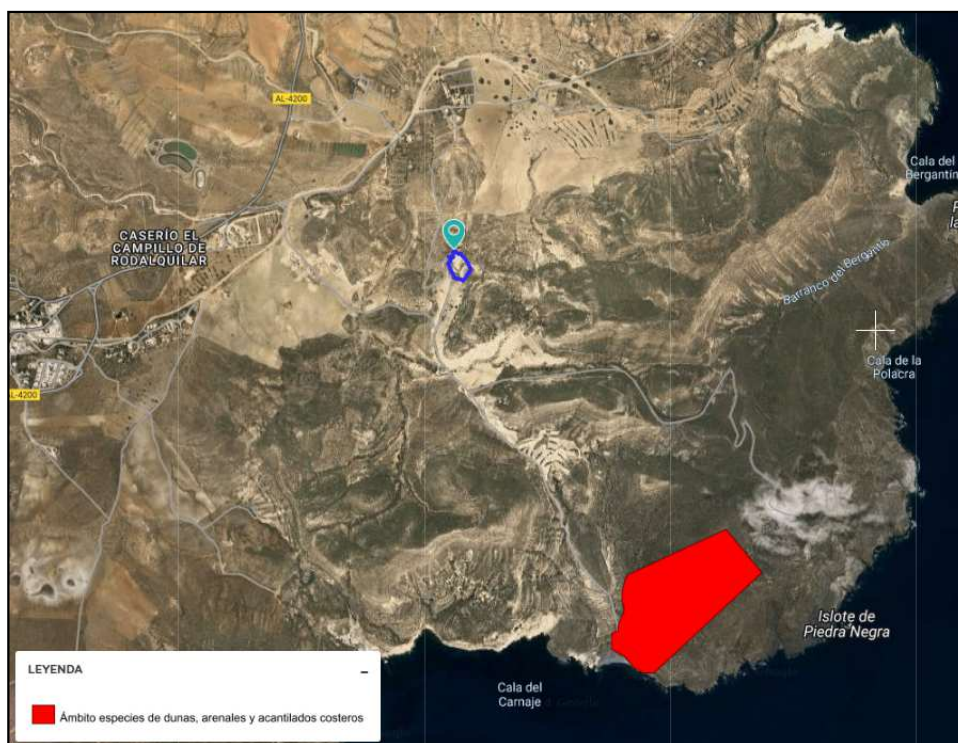 AL-4200
Cala del
Bergantín
CASERÍO EL
CAMPILLO DE
RODALQUILAR
Barranco del Bergantín
Cala de la
Polacra
AL-4200
Islote de
Piedra Negra
LEYENDA
Cala del
Carnaje
Ámbito especies de dunas, arenales y acantilados costeros